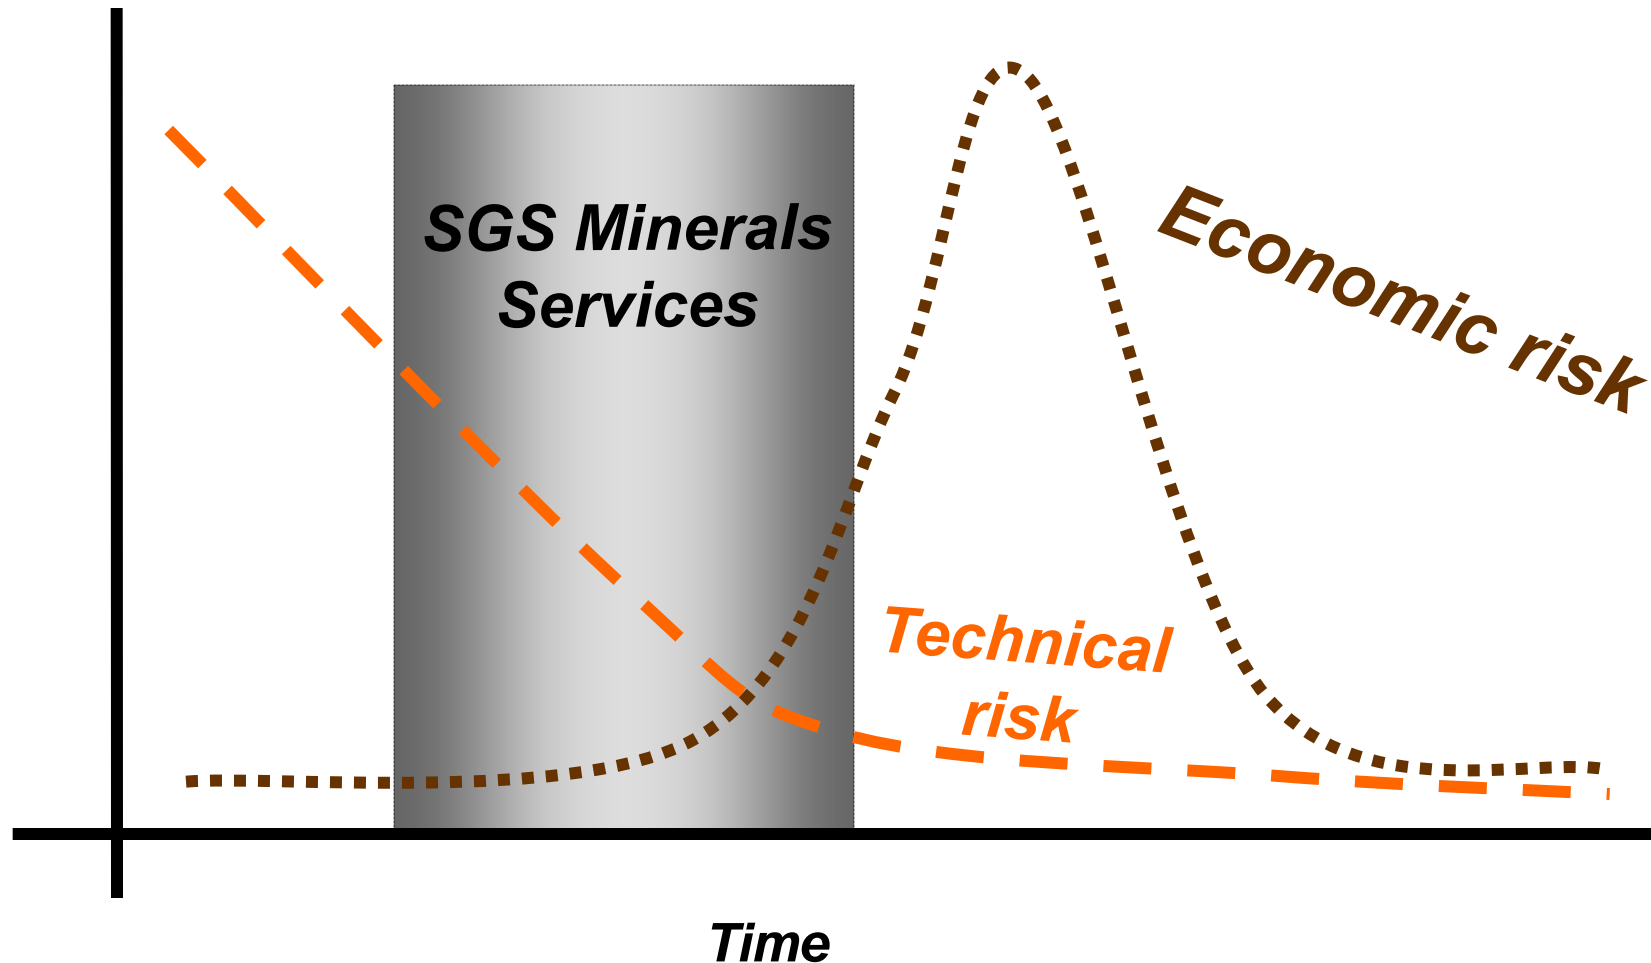 SGS Minerals
Services
Economic risk
Technical
risk
Time